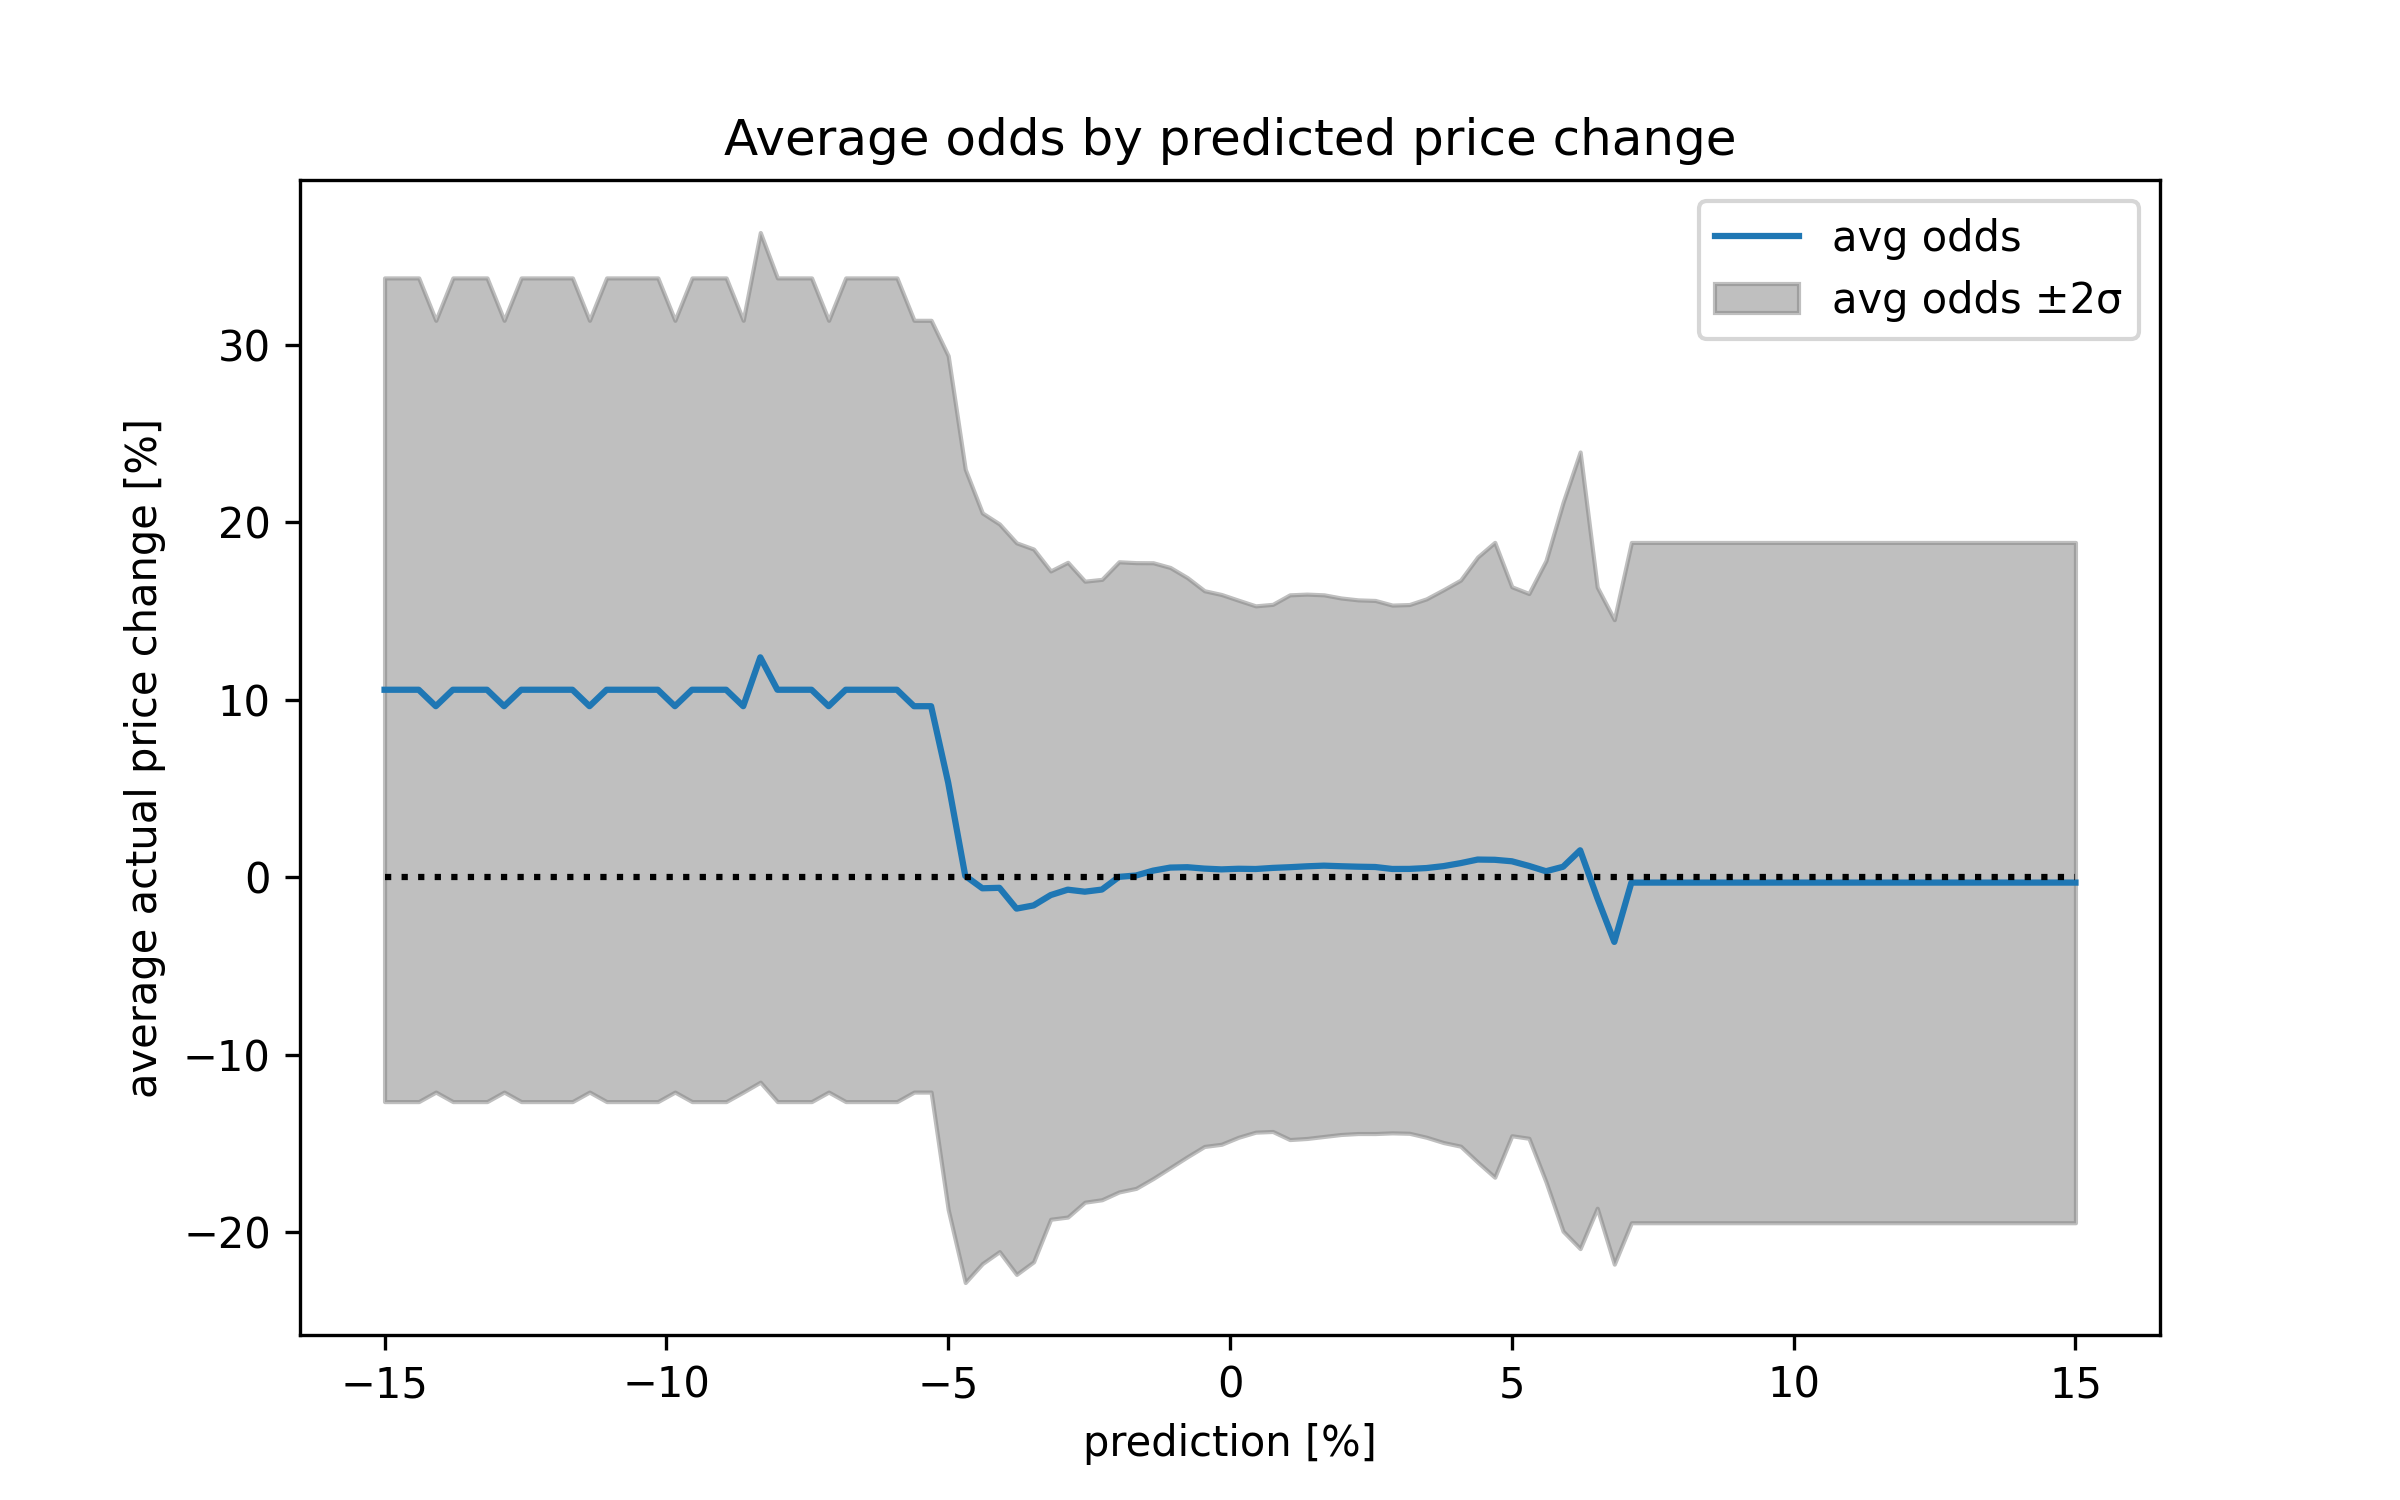 Average odds by predicted price change
avg odds
avg odds ±2σ
average actual price change [%]
30
20
10
0
−10
−20
−15
−10
−5
0
5
10
15
prediction [%]